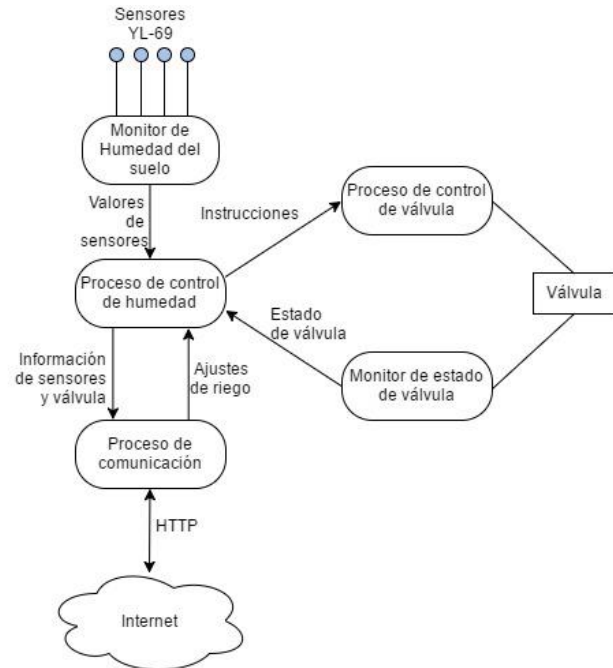 Sensores
YL-69
Monitor de
Humedad del
suelo
Valores
de
sensores
Instrucciones
Proceso de control
de válvula
Proceso de control
de humedad
Válvula
Estado
de válvula
Información
de sensores
y válvula
Ajustes
de riego
Monitor de estado
de válvula
Proceso de
comunicación
HTTP
Internet